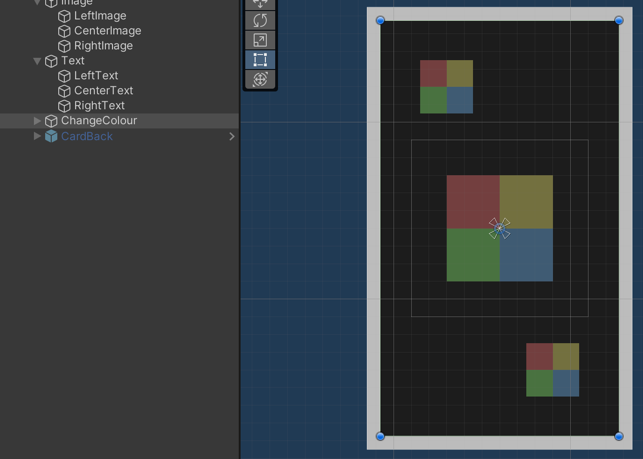 Image
LeftImage
CenterImage
RightImage
Text
LeftText
CenterText
RightText
ChangeColour
CardBack